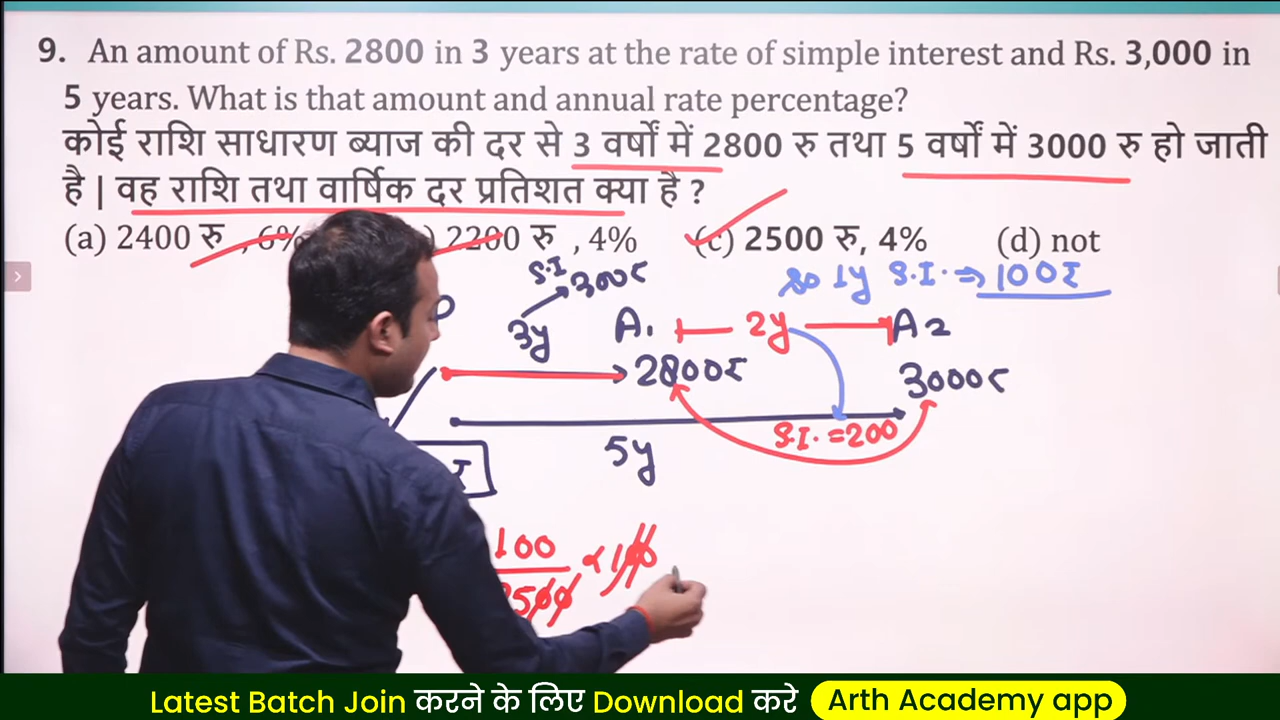 9. An amount of Rs. 2800 in 3 years at the rate of simple interest and Rs. 3,000 in
5 years. What is that amount and annual rate percentage?
कोई राशि साधारण ब्याज की दर से 3 वर्षों में 2800 रु तथा 5 वर्षों में 3000 रु हो जाती
है | वह राशि तथा वार्षिक दर प्रतिशत क्या है ?
(a) 2400 रु , 6% ) 2200 रु , 4% (c) 2500 रु, 4% (d) not
so 1y S.I. ⇒ 100₹
S.I
300₹
3y A1 2y A2
2800₹ 3000₹
S.I. = 200
5y
100
× 100
500
Latest Batch Join करने के लिए Download करे Arth Academy app